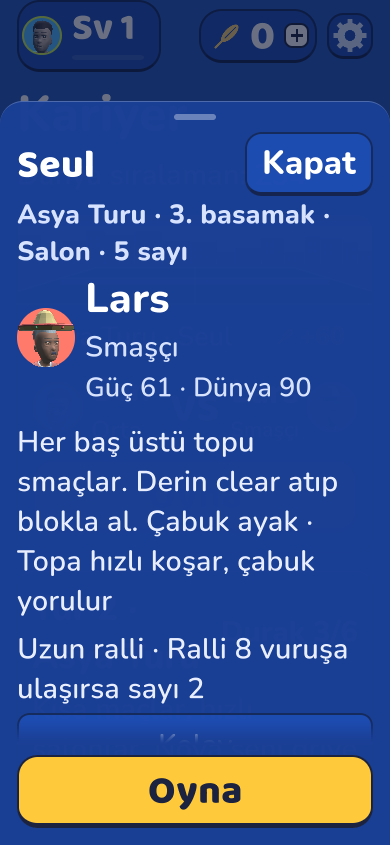 Sv 1
0
Kariyer
Seul
Kapat
Asya Turu · 3. basamak ·
Salon · 5 sayı
Lars
Smaşçı
Güç 61 · Dünya 90
Her baş üstü topu
smaçlar. Derin clear atıp
blokla al. Çabuk ayak ·
Topa hızlı koşar, çabuk
yorulur
Uzun ralli · Ralli 8 vuruşa
ulaşırsa sayı 2
Kolay
Oyna